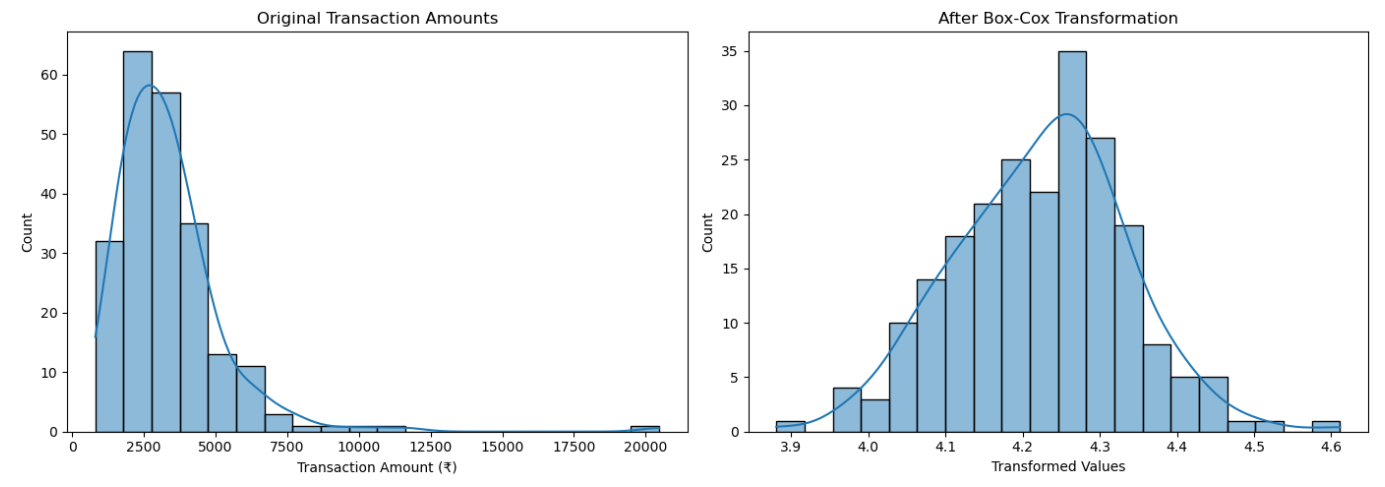 Original Transaction Amounts
60
50
40
30
20
10
0
Count
0 2500 5000 7500 10000 12500 15000 17500 20000
Transaction Amount (₹)
After Box-Cox Transformation
35
30
25
20
15
10
5
0
Count
3.9 4.0 4.1 4.2 4.3 4.4 4.5 4.6
Transformed Values